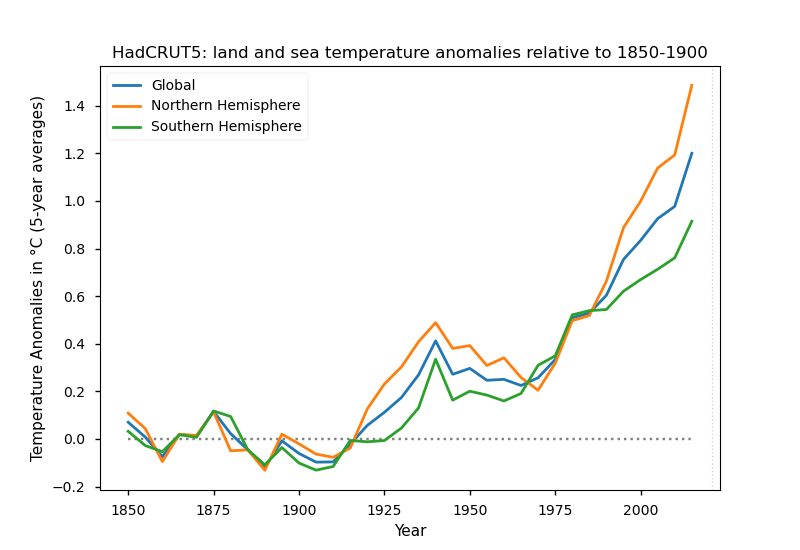 HadCRUT5: land and sea temperature anomalies relative to 1850-1900
Global
Northern Hemisphere
Southern Hemisphere
Temperature Anomalies in °C (5-year averages)
1.4
1.2
1.0
0.8
0.6
0.4
0.2
0.0
−0.2
1850
1875
1900
1925
1950
1975
2000
Year